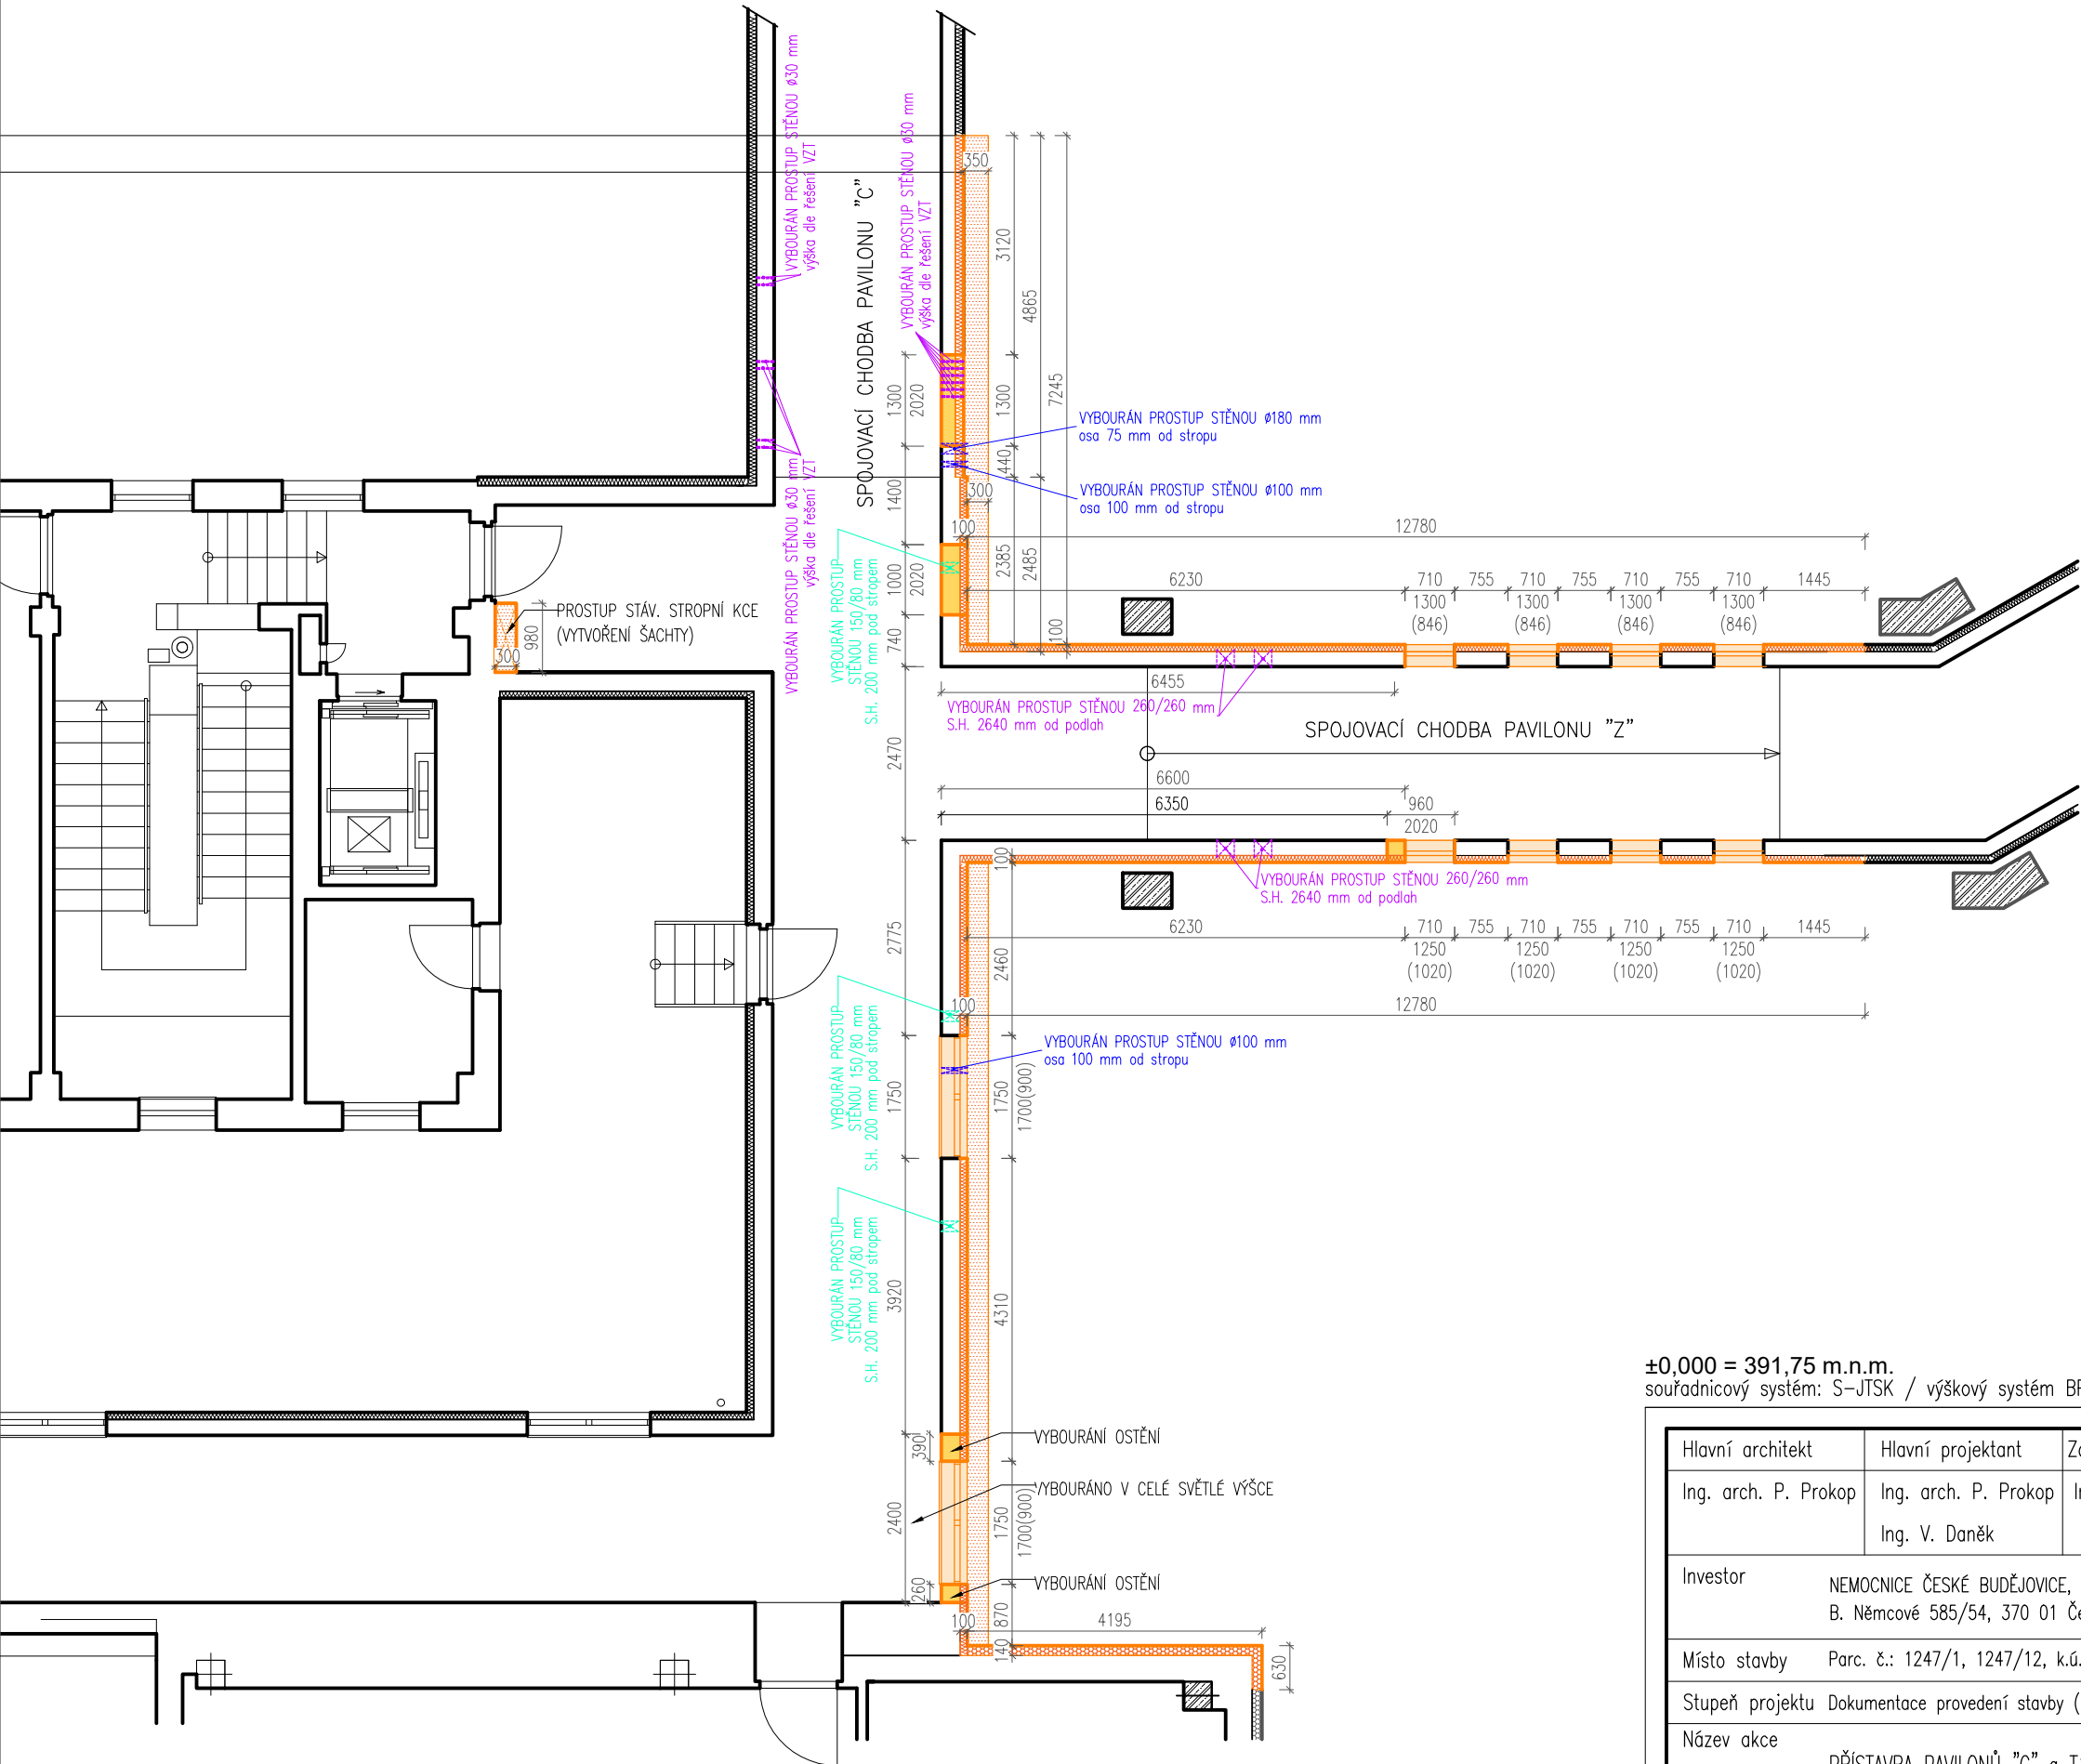 VYBOURÁN PROSTUP STĚNOU ø30 mm
výška dle řešení VZT
VYBOURÁN PROSTUP STĚNOU ø30 mm
výška dle řešení VZT
SPOJOVACÍ CHODBA PAVILONU "C"
350
3120
4865
7245
1300
2020
1300
440
VYBOURÁN PROSTUP STĚNOU ø180 mm
osa 75 mm od stropu
VYBOURÁN PROSTUP STĚNOU ø100 mm
osa 100 mm od stropu
300
1400
100
12780
VYBOURÁN PROSTUP STĚNOU ø30 mm
výška dle řešení VZT
VYBOURÁN PROSTUP
STĚNOU 150/80 mm
S.H. 200 mm pod stropem
1000
2020
2385
2485
6230
710
755
710
755
710
755
710
1445
1300
(846)
1300
(846)
1300
(846)
1300
(846)
PROSTUP STÁV. STROPNÍ KCE
(VYTVOŘENÍ ŠACHTY)
980
300
740
100
6455
VYBOURÁN PROSTUP STĚNOU 260/260 mm
S.H. 2640 mm od podlah
SPOJOVACÍ CHODBA PAVILONU "Z"
2470
6600
6350
960
2020
100
VYBOURÁN PROSTUP STĚNOU 260/260 mm
S.H. 2640 mm od podlah
2775
2460
6230
710
755
710
755
710
755
710
1445
1250
(1020)
1250
(1020)
1250
(1020)
1250
(1020)
100
12780
VYBOURÁN PROSTUP
STĚNOU 150/80 mm
S.H. 200 mm pod stropem
VYBOURÁN PROSTUP STĚNOU ø100 mm
osa 100 mm od stropu
1750
1750
1700(900)
VYBOURÁN PROSTUP
STĚNOU 150/80 mm
S.H. 200 mm pod stropem
3920
4310
VYBOURÁNÍ OSTĚNÍ
390
VYBOURÁNO V CELÉ SVĚTLÉ VÝŠCE
2400
1750
1700(900)
VYBOURÁNÍ OSTĚNÍ
260
100
870
4195
140
630
±0,000 = 391,75 m.n.m.
souřadnicový systém: S-JTSK / výškový systém
Hlavní architekt
Hlavní projektant
Ing. arch. P. Prokop
Ing. arch. P. Prokop
Ing. V. Daněk
Investor
NEMOCNICE ČESKÉ BUDĚJOVICE,
B. Němcové 585/54, 370 01
Místo stavby
Parc. č.: 1247/1, 1247/12, k.ú.
Stupeň projektu
Dokumentace provedení stavby (
Název akce
PŘÍSTAVBA PAVILONŮ "C" a